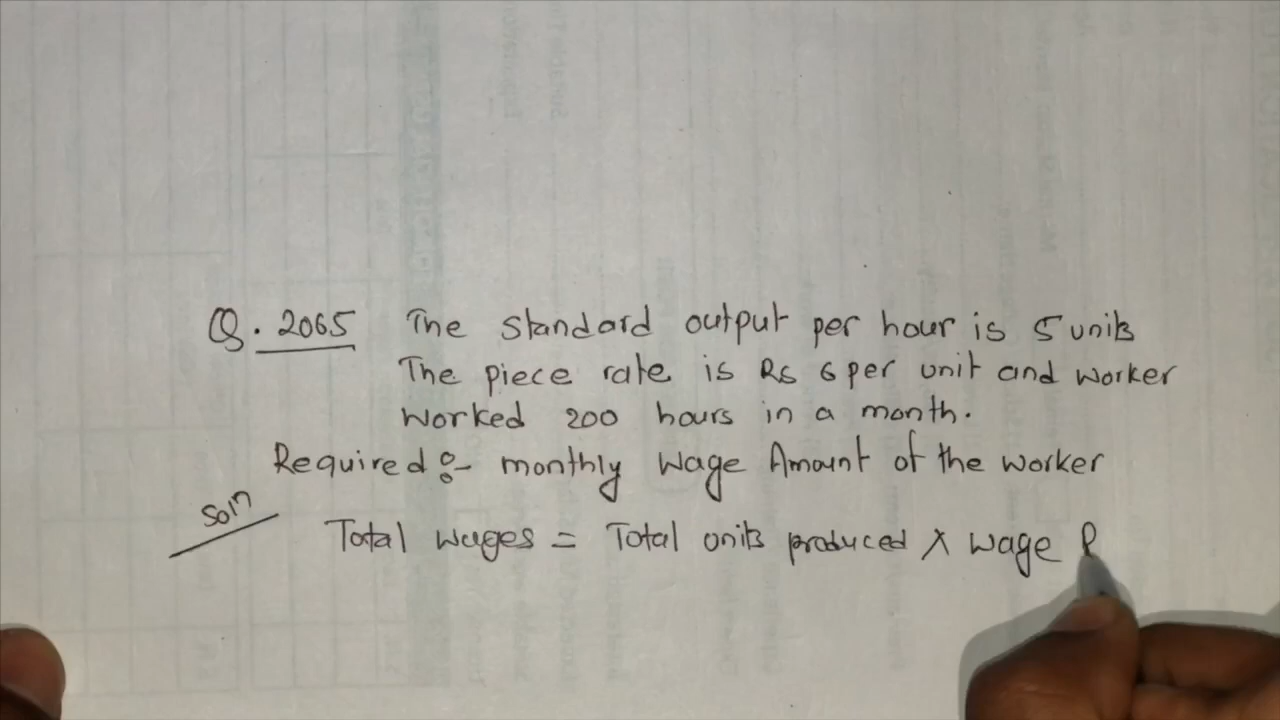 Q. 2065 The standard output per hour is 5 units
The piece rate is Rs 6 per unit and worker
worked 200 hours in a month.
Required :- monthly wage Amount of the worker
Soln
Total wages = Total units produced X wage R